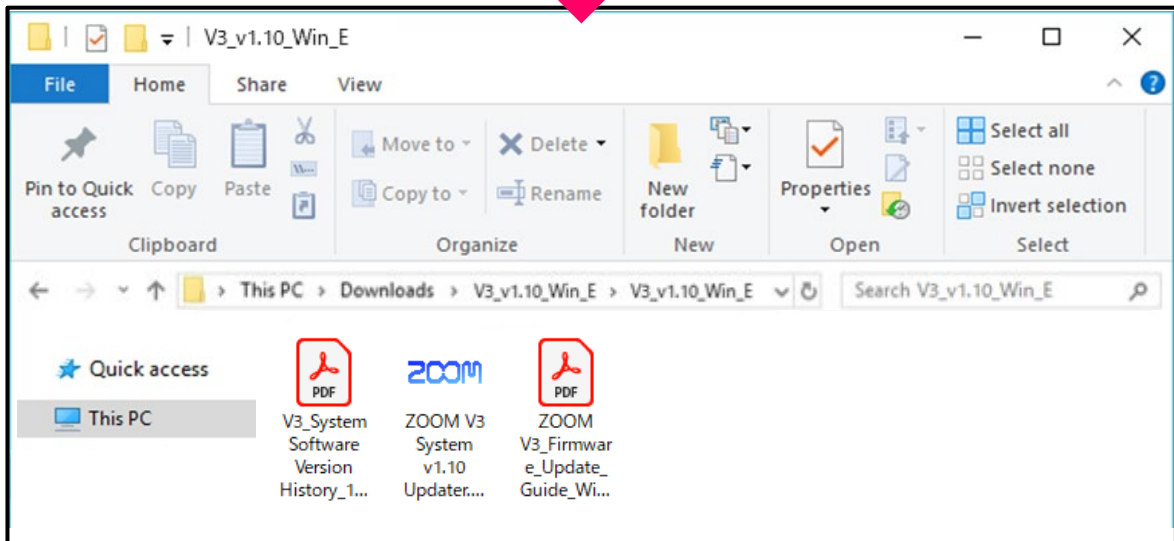 V3_v1.10_Win_E
File Home Share View
Pin to Quick access
Copy
Paste
Move to
Copy to
Delete
Rename
New folder
Properties
Select all
Select none
Invert selection
Clipboard Organize New Open Select
This PC > Downloads > V3_v1.10_Win_E > V3_v1.10_Win_E Search V3_v1.10_Win_E
Quick access
This PC
PDF
V3_System
Software
Version
History_1...
ZOOM
ZOOM V3
System
v1.10
Updater....
PDF
ZOOM
V3_Firmwar
e_Update_
Guide_Wi...